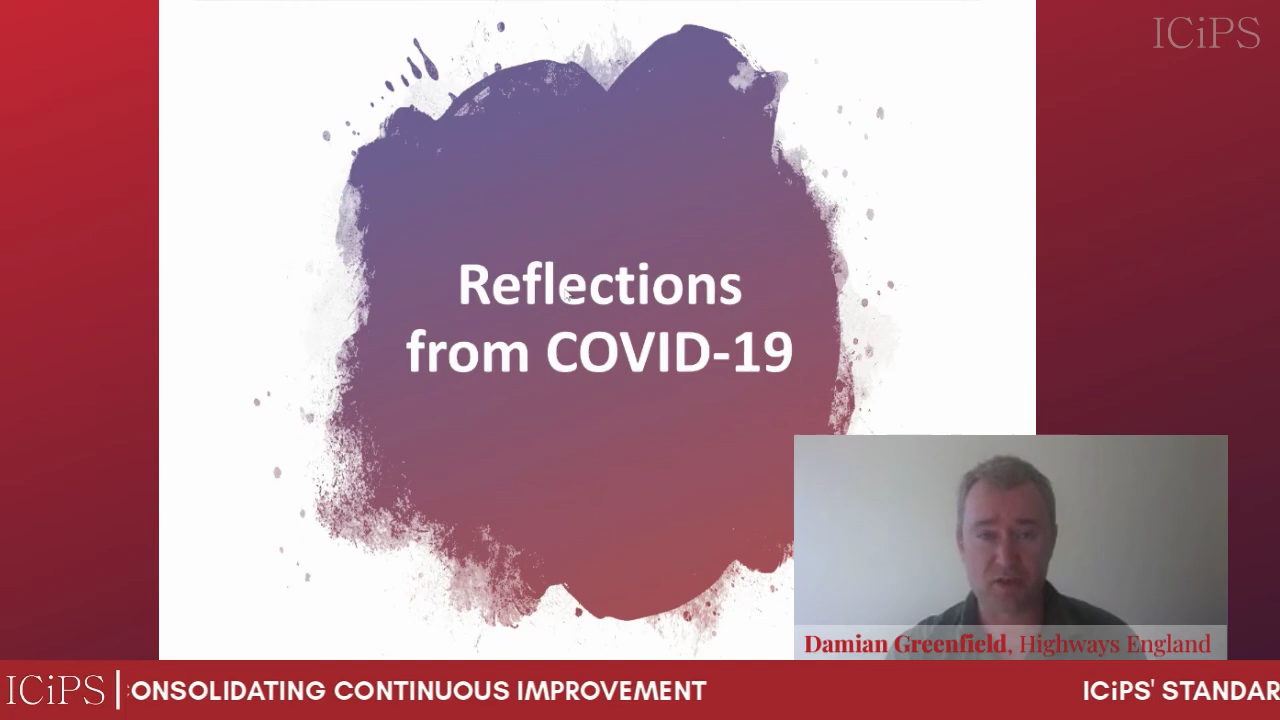 ICiPS
Reflections
from COVID-19
Damian Greenfield, Highways England
ICiPS
ONSOLIDATING CONTINUOUS IMPROVEMENT
ICiPS' STANDAR